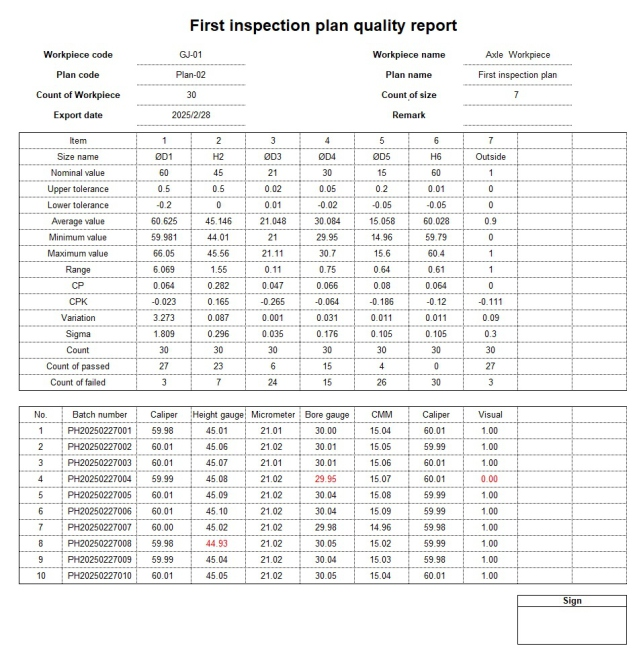 First inspection plan quality report
Workpiece code GJ-01 Workpiece name Axle Workpiece
Plan code Plan-02 Plan name First inspection plan
Count of Workpiece 30 Count of size 7
Export date 2025/2/28 Remark
Item 1 2 3 4 5 6 7
Size name ØD1 H2 ØD3 ØD4 ØD5 H6 Outside
Nominal value 60 45 21 30 15 60 1
Upper tolerance 0.5 0.5 0.02 0.05 0.2 0.01 0
Lower tolerance -0.2 0 0.01 -0.02 -0.05 -0.05 0
Average value 60.625 45.146 21.048 30.084 15.058 60.028 0.9
Minimum value 59.981 44.01 21 29.95 14.96 59.79 0
Maximum value 66.05 45.56 21.11 30.7 15.6 60.4 1
Range 6.069 1.55 0.11 0.75 0.64 0.61 1
CP 0.064 0.282 0.047 0.066 0.08 0.064 0
CPK -0.023 0.165 -0.265 -0.064 -0.186 -0.12 -0.111
Variation 3.273 0.087 0.001 0.031 0.011 0.011 0.09
Sigma 1.809 0.296 0.035 0.176 0.105 0.105 0.3
Count 30 30 30 30 30 30 30
Count of passed 27 23 6 15 4 0 27
Count of failed 3 7 24 15 26 30 3
No. Batch number Caliper Height gauge Micrometer Bore gauge CMM Caliper Visual
1 PH20250227001 59.98 45.01 21.01 30.00 15.04 60.01 1.00
2 PH20250227002 60.01 45.06 21.02 30.01 15.05 59.99 1.00
3 PH20250227003 60.01 45.07 21.01 30.01 15.06 60.01 1.00
4 PH20250227004 59.99 45.08 21.02 29.95 15.07 60.01 0.00
5 PH20250227005 60.01 45.09 21.02 30.04 15.08 59.99 1.00
6 PH20250227006 60.01 45.10 21.02 30.04 15.09 59.99 1.00
7 PH20250227007 60.00 45.02 21.02 29.98 14.96 59.98 1.00
8 PH20250227008 59.98 44.93 21.02 30.05 15.02 59.99 1.00
9 PH20250227009 59.99 45.04 21.02 30.04 15.03 59.98 1.00
10 PH20250227010 60.01 45.05 21.02 30.05 15.04 60.01 1.00
Sign